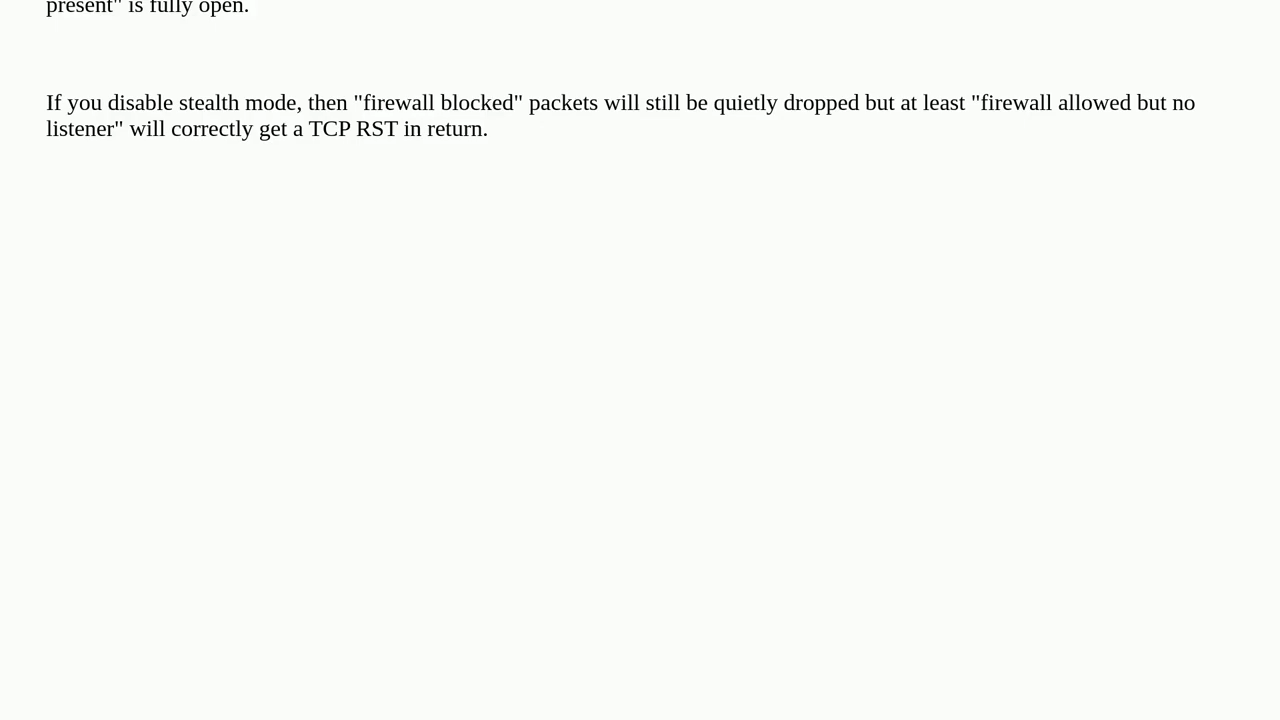 present" is fully open.
If you disable stealth mode, then "firewall blocked" packets will still be quietly dropped but at least "firewall allowed but no
listener" will correctly get a TCP RST in return.